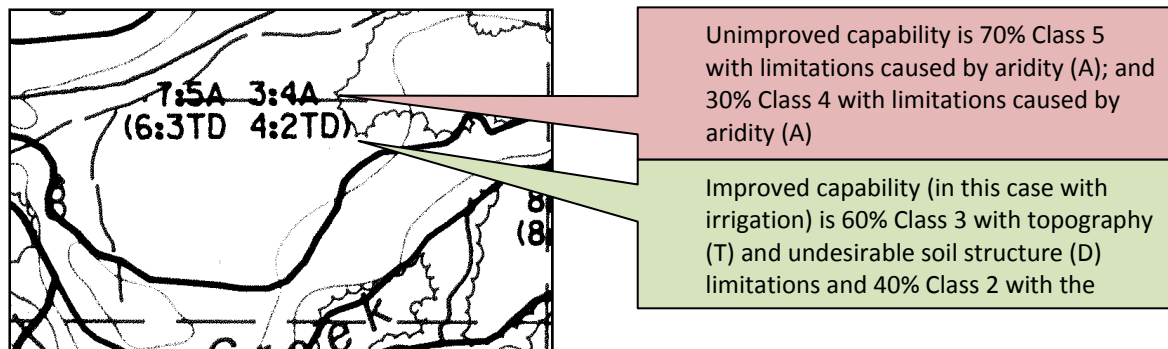 7:5A 3:4A
(6:3TD 4:2TD)
8
(8
Creek
Unimproved capability is 70% Class 5
with limitations caused by aridity (A); and
30% Class 4 with limitations caused by
aridity (A)
Improved capability (in this case with
irrigation) is 60% Class 3 with topography
(T) and undesirable soil structure (D)
limitations and 40% Class 2 with the